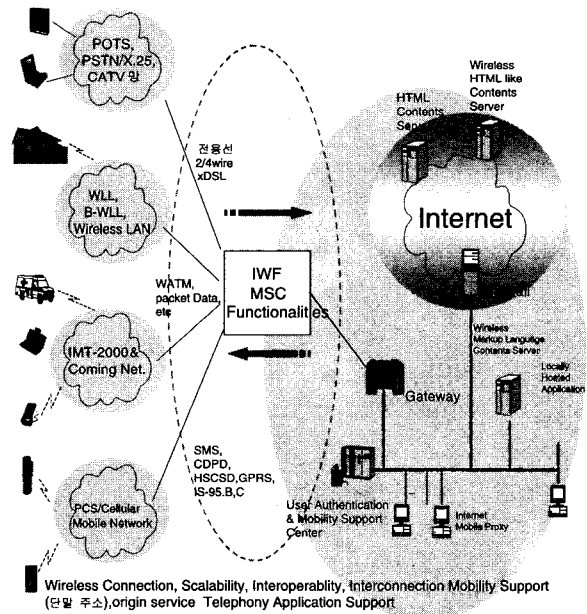 POTS,
PSTN/X.25,
CATV 망
WLL,
B-WLL,
Wireless LAN
IMT-2000&
Coming Net.
PCS/Cellular
Mobile Network
전용선
2/4wire
xDSL
WATM,
packet Data,
etc
IWF
MSC
Functionalities
SMS,
CDPD,
HSCSD,GPRS,
IS-95.B,C
HTML
Contents
Wireless
HTML like
Contents
Server
Internet
Wireless
Markup Language
Contents Server
Locally
Hosted
Application
Gateway
User Authentication
& Mobility Support
Center
Internet
Mobile Proxy
Wireless Connection, Scalability, Interoperablity, Interconnection Mobility Support
(단말 주소),origin service Telephony Application Support